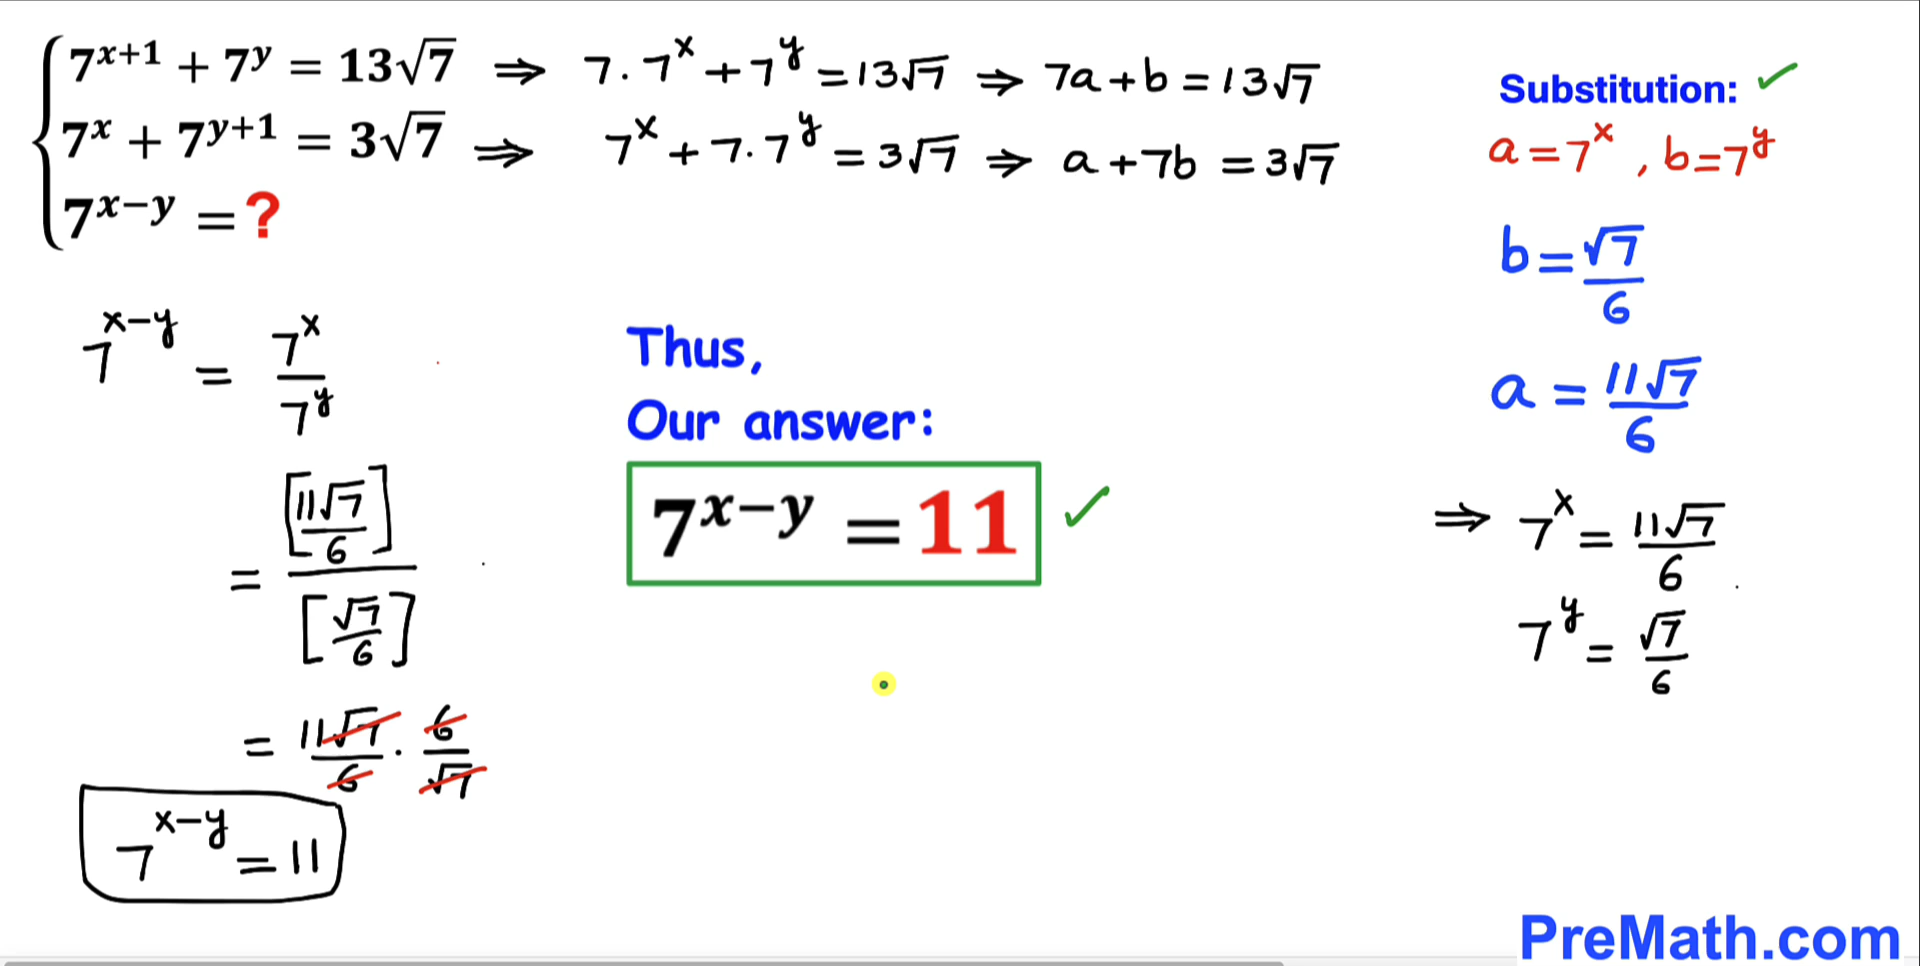 7^{x+1} + 7^y = 13√7 ⇒ 7·7^x + 7^y = 13√7 ⇒ 7a + b = 13√7
7^x + 7^{y+1} = 3√7 ⇒ 7^x + 7·7^y = 3√7 ⇒ a + 7b = 3√7
7^{x−y} = ?
Substitution: ✓
a = 7^x , b = 7^y
b = √7/6
a = 11√7/6
⇒ 7^x = 11√7/6
7^y = √7/6
7^{x−y} = 7^x/7^y
= [11√7/6]/[√7/6]
= 11√7/6 · 6/√7
7^{x−y} = 11
Thus,
Our answer:
7^{x−y} = 11 ✓
PreMath.com